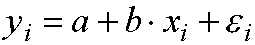 y_i = a + b · x_i + ε_i